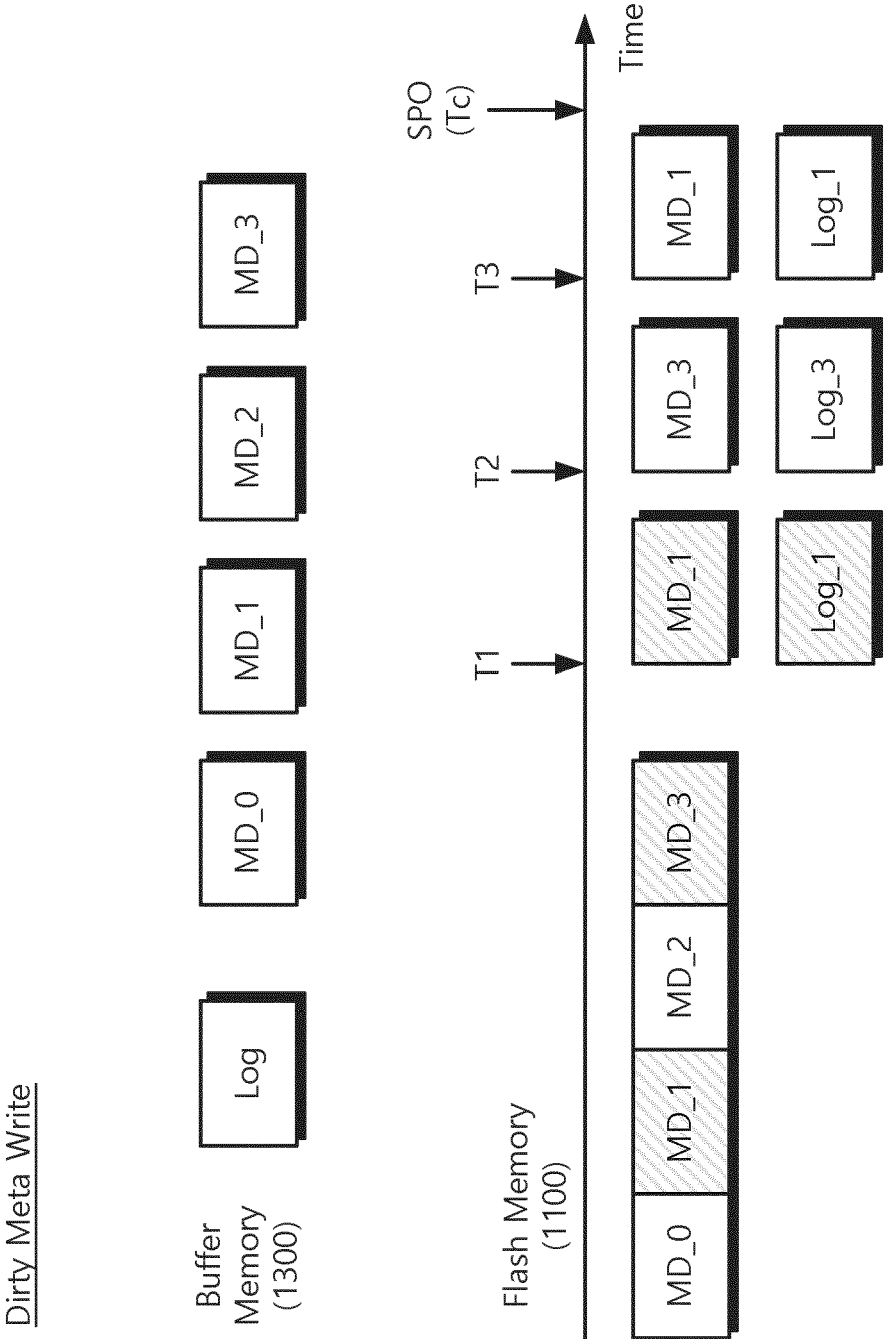 Dirty Meta Write
Buffer
Memory
(1300)
Log
MD_0
MD_1
MD_2
MD_3
Flash Memory
(1100)
T1
T2
T3
SPO
(Tc)
Time
MD_0
MD_1
MD_2
MD_3
MD_1
MD_3
MD_1
Log_1
Log_3
Log_1